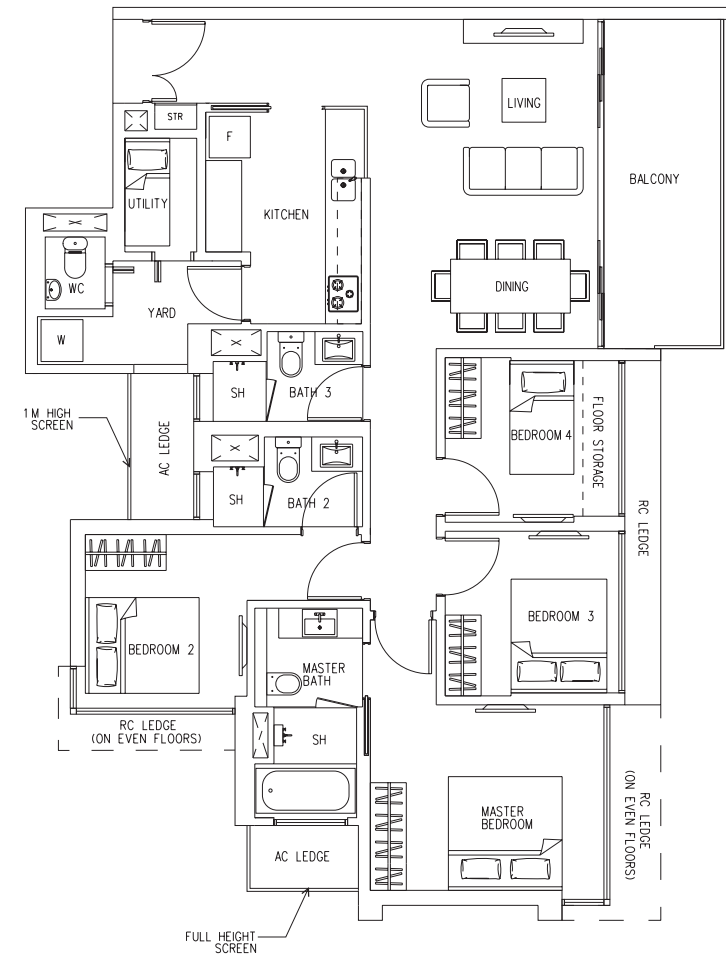 STR
F
LIVING
BALCONY
UTILITY
KITCHEN
WC
DINING
YARD
W
SH
BATH 3
1 M HIGH
SCREEN
AC LEDGE
BEDROOM 4
FLOOR STORAGE
SH
BATH 2
RC LEDGE
BEDROOM 3
BEDROOM 2
MASTER
BATH
RC LEDGE
(ON EVEN FLOORS)
SH
MASTER
BEDROOM
RC LEDGE
(ON EVEN FLOORS)
AC LEDGE
FULL HEIGHT
SCREEN